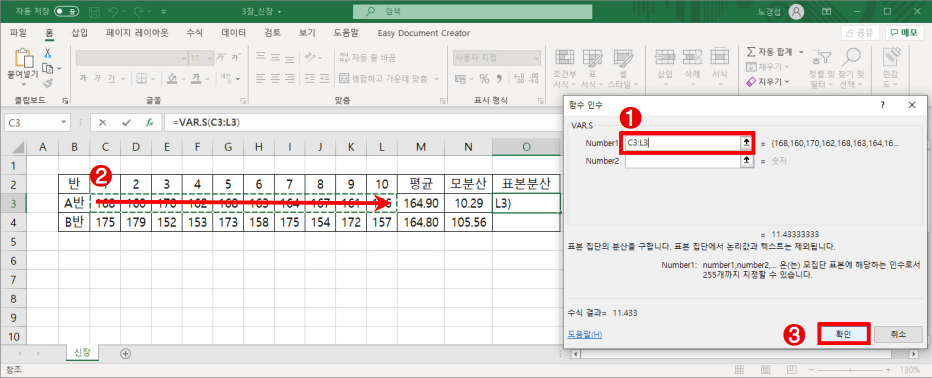 자동 저장 끔 3장_신장 검색 노경섭
파일 홈 삽입 페이지 레이아웃 수식 데이터 검토 보기 도움말 Easy Document Creator 공유 메모
붙여넣기 11 가 가 가 가 가 텍스트 줄 바꿈 사용자 지정 조건부 서식 표 서식 셀 스타일 삽입 삭제 서식 자동 합계 채우기 지우기 정렬 및 필터 찾기 및 선택 민감도
병합하고 가운데 맞춤 %
클립보드 글꼴 맞춤 표시 형식
C3 fx =VAR.S(C3:L3)
A B C D E F G H I J K L M N O
1
2 반 2 3 4 5 6 7 8 9 10 평균 모분산 표본분산
3 A반 168 160 170 162 168 163 164 167 161 164.90 10.29 L3)
4 B반 175 179 152 153 173 158 175 154 172 157 164.80 105.56
5
6
7
8
9
10
신장
참조 130%
함수 인수 ? ×
VAR.S
1
Number1 C3:L3 = {168,160,170,162,168,163,164,16...
Number2 = 숫자
= 11.43333333
표본 집단의 분산을 구합니다. 표본 집단에서 논리값과 텍스트는 제외됩니다.
Number1: number1,number2,... 은(는) 모집단 표본에 해당하는 인수로서
255개까지 지정할 수 있습니다.
수식 결과= 11.433
도움말(H) 3 확인 취소
2